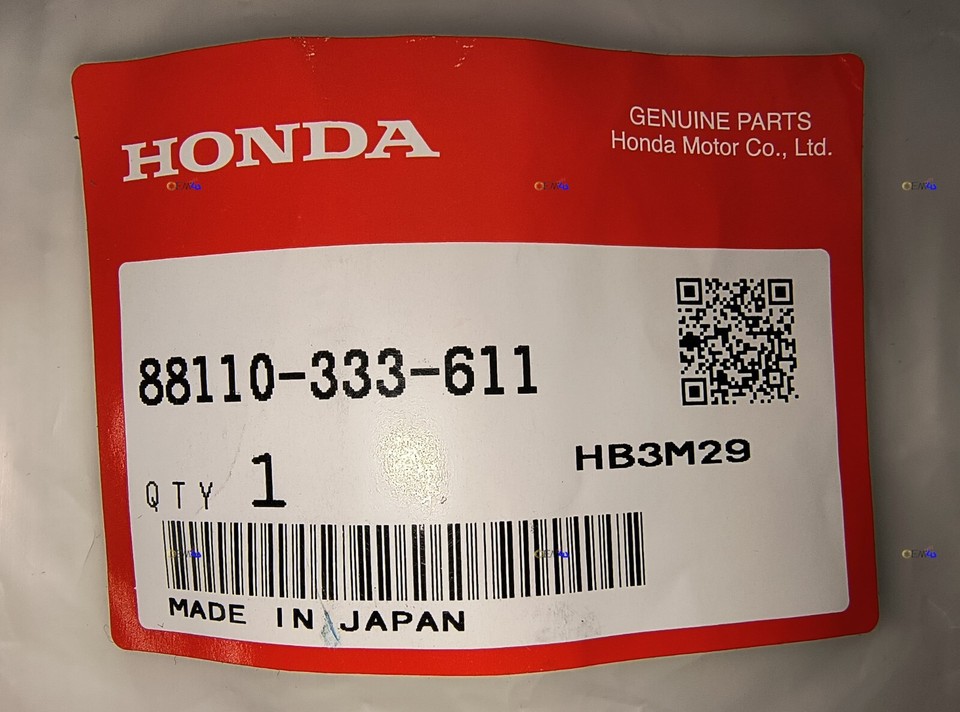 HONDA
GENUINE PARTS
Honda Motor Co., Ltd.
88110-333-611
HB3M29
QTY 1
MADE IN JAPAN